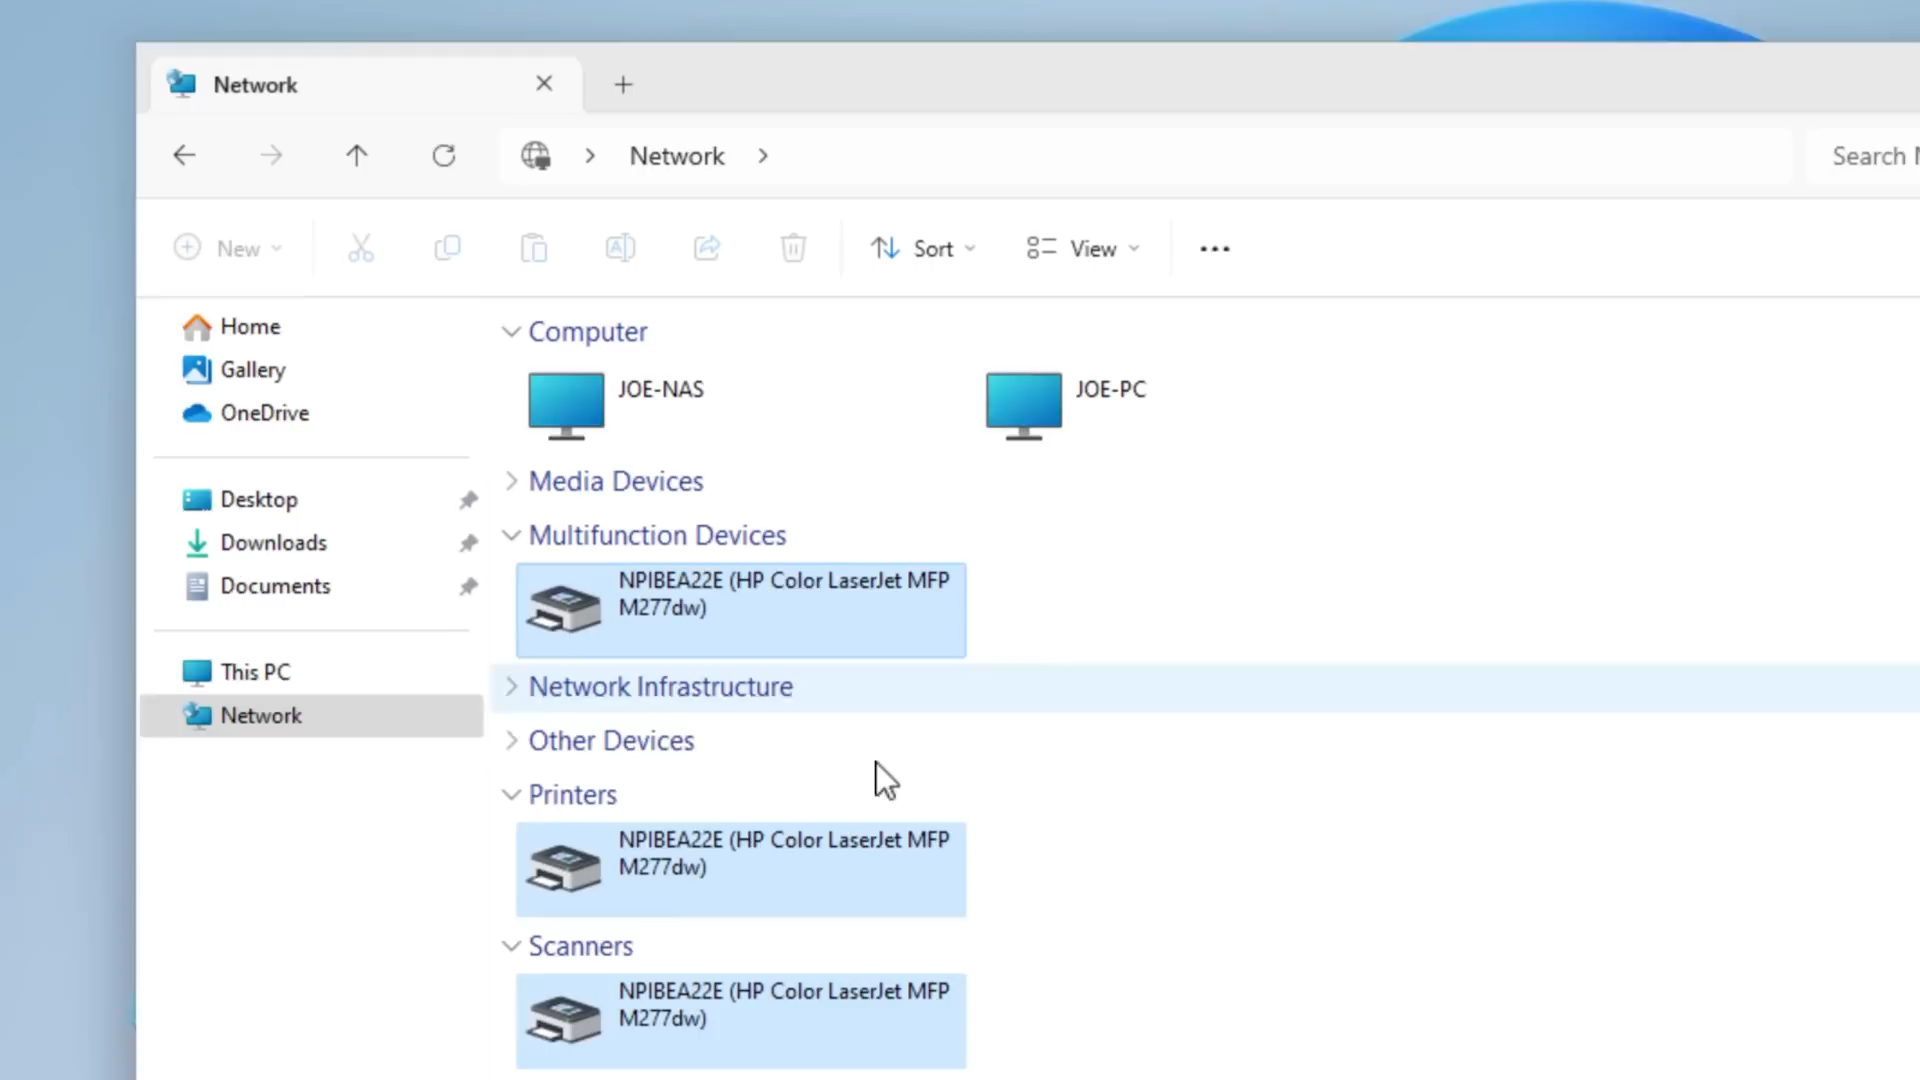 Network
Network
Search
New
Sort
View
Home
Gallery
OneDrive
Desktop
Downloads
Documents
This PC
Network
Computer
JOE-NAS
JOE-PC
Media Devices
Multifunction Devices
NPIBEA22E (HP Color LaserJet MFP
M277dw)
Network Infrastructure
Other Devices
Printers
NPIBEA22E (HP Color LaserJet MFP
M277dw)
Scanners
NPIBEA22E (HP Color LaserJet MFP
M277dw)